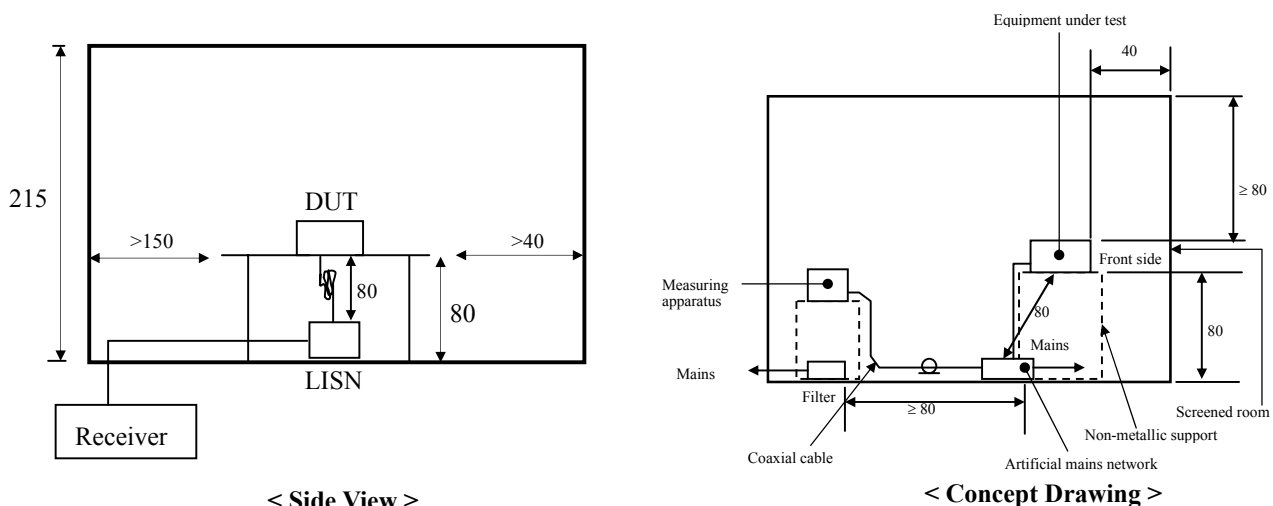 215
DUT
>150
>40
80
80
LISN
Receiver
< Side View >
Equipment under test
40
≥ 80
Front side
Measuring
apparatus
80
80
Mains
Mains
Filter
≥ 80
Screened room
Non-metallic support
Coaxial cable
Artificial mains network
< Concept Drawing >